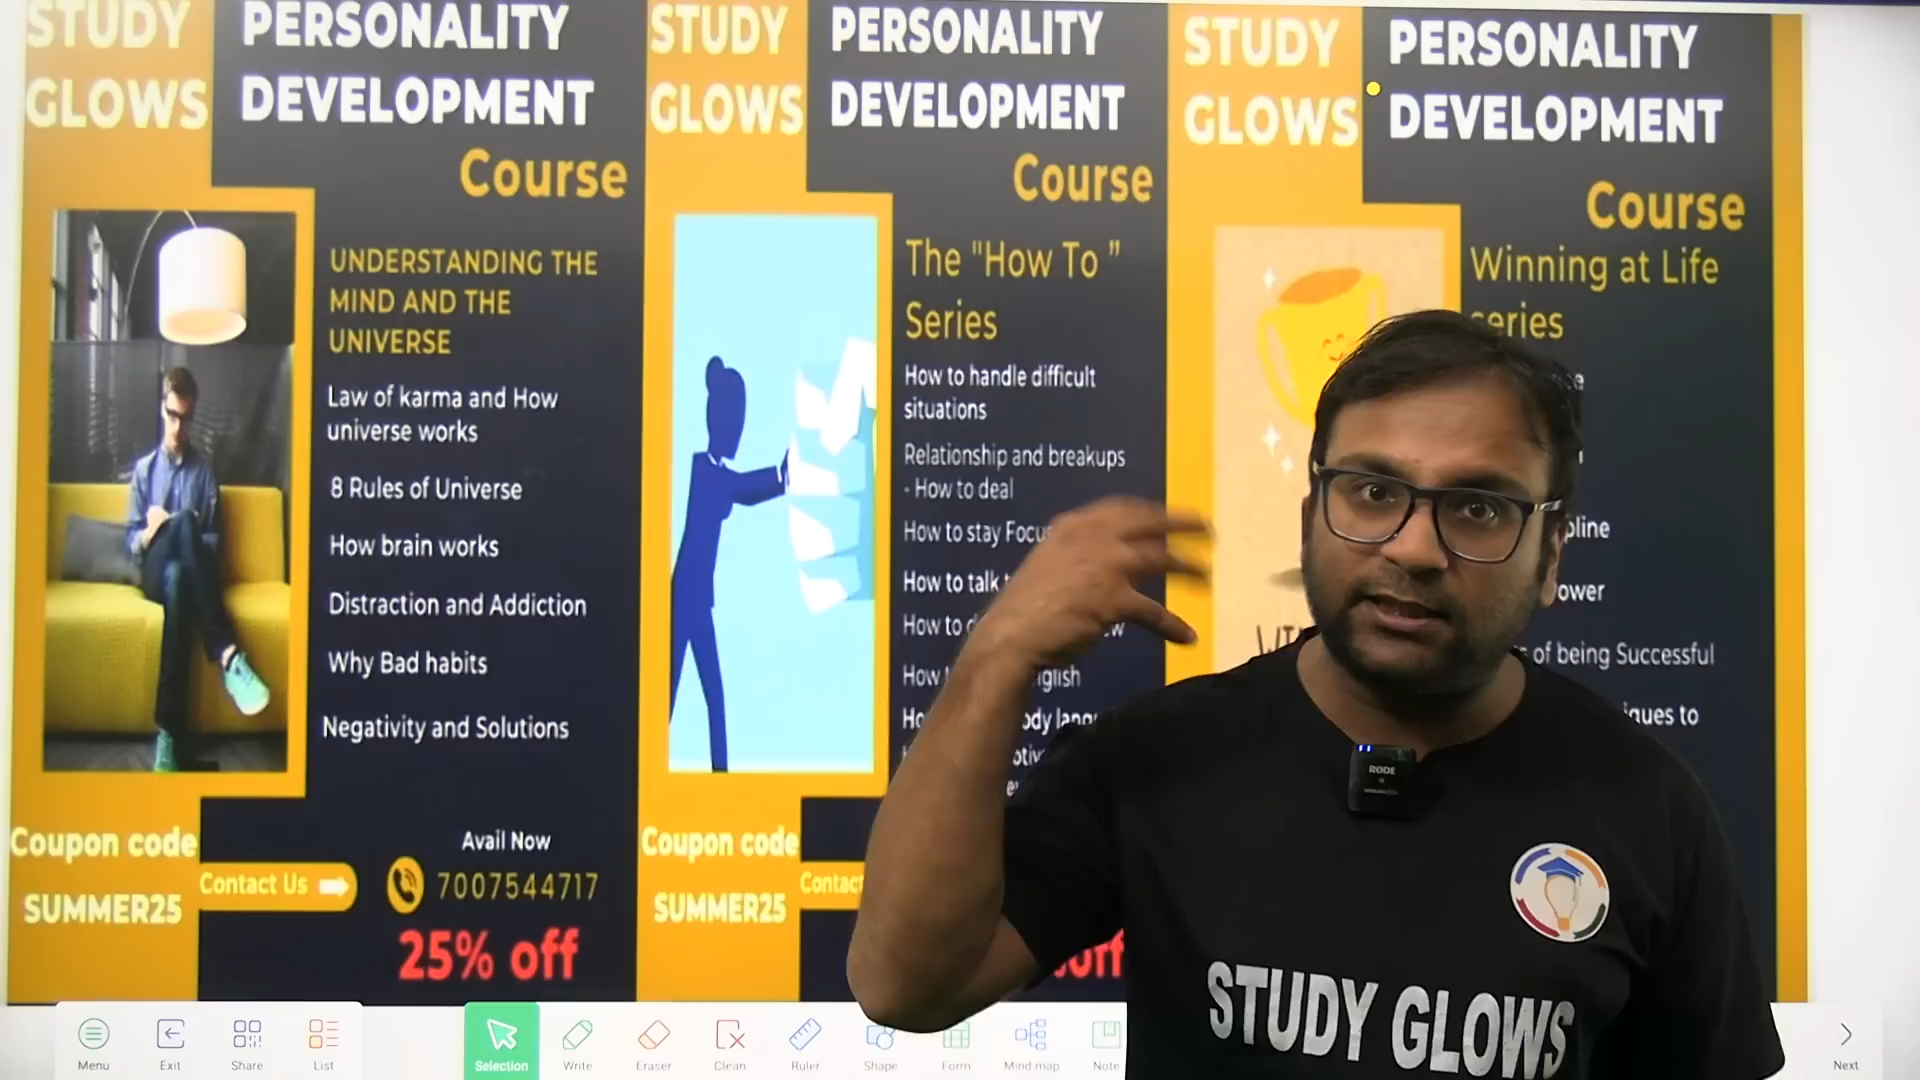 STUDY
GLOWS
PERSONALITY
DEVELOPMENT
Course
UNDERSTANDING THE
MIND AND THE
UNIVERSE
Law of karma and How
universe works
8 Rules of Universe
How brain works
Distraction and Addiction
Why Bad habits
Negativity and Solutions
Coupon code
SUMMER25
Contact Us
Avail Now
7007544717
25% off
STUDY
GLOWS
PERSONALITY
DEVELOPMENT
Course
The "How To ”
Series
How to handle difficult
situations
Relationship and breakups
- How to deal
How to stay
How to talk
How to
How
Coupon code
SUMMER25
Contact
off
STUDY
GLOWS
PERSONALITY
DEVELOPMENT
Course
Winning at Life
series
of being Successful
to
RØDE
STUDY GLOWS
Menu
Exit
Share
List
Selection
Write
Eraser
Clean
Ruler
Shape
Form
Mind map
Note
Next